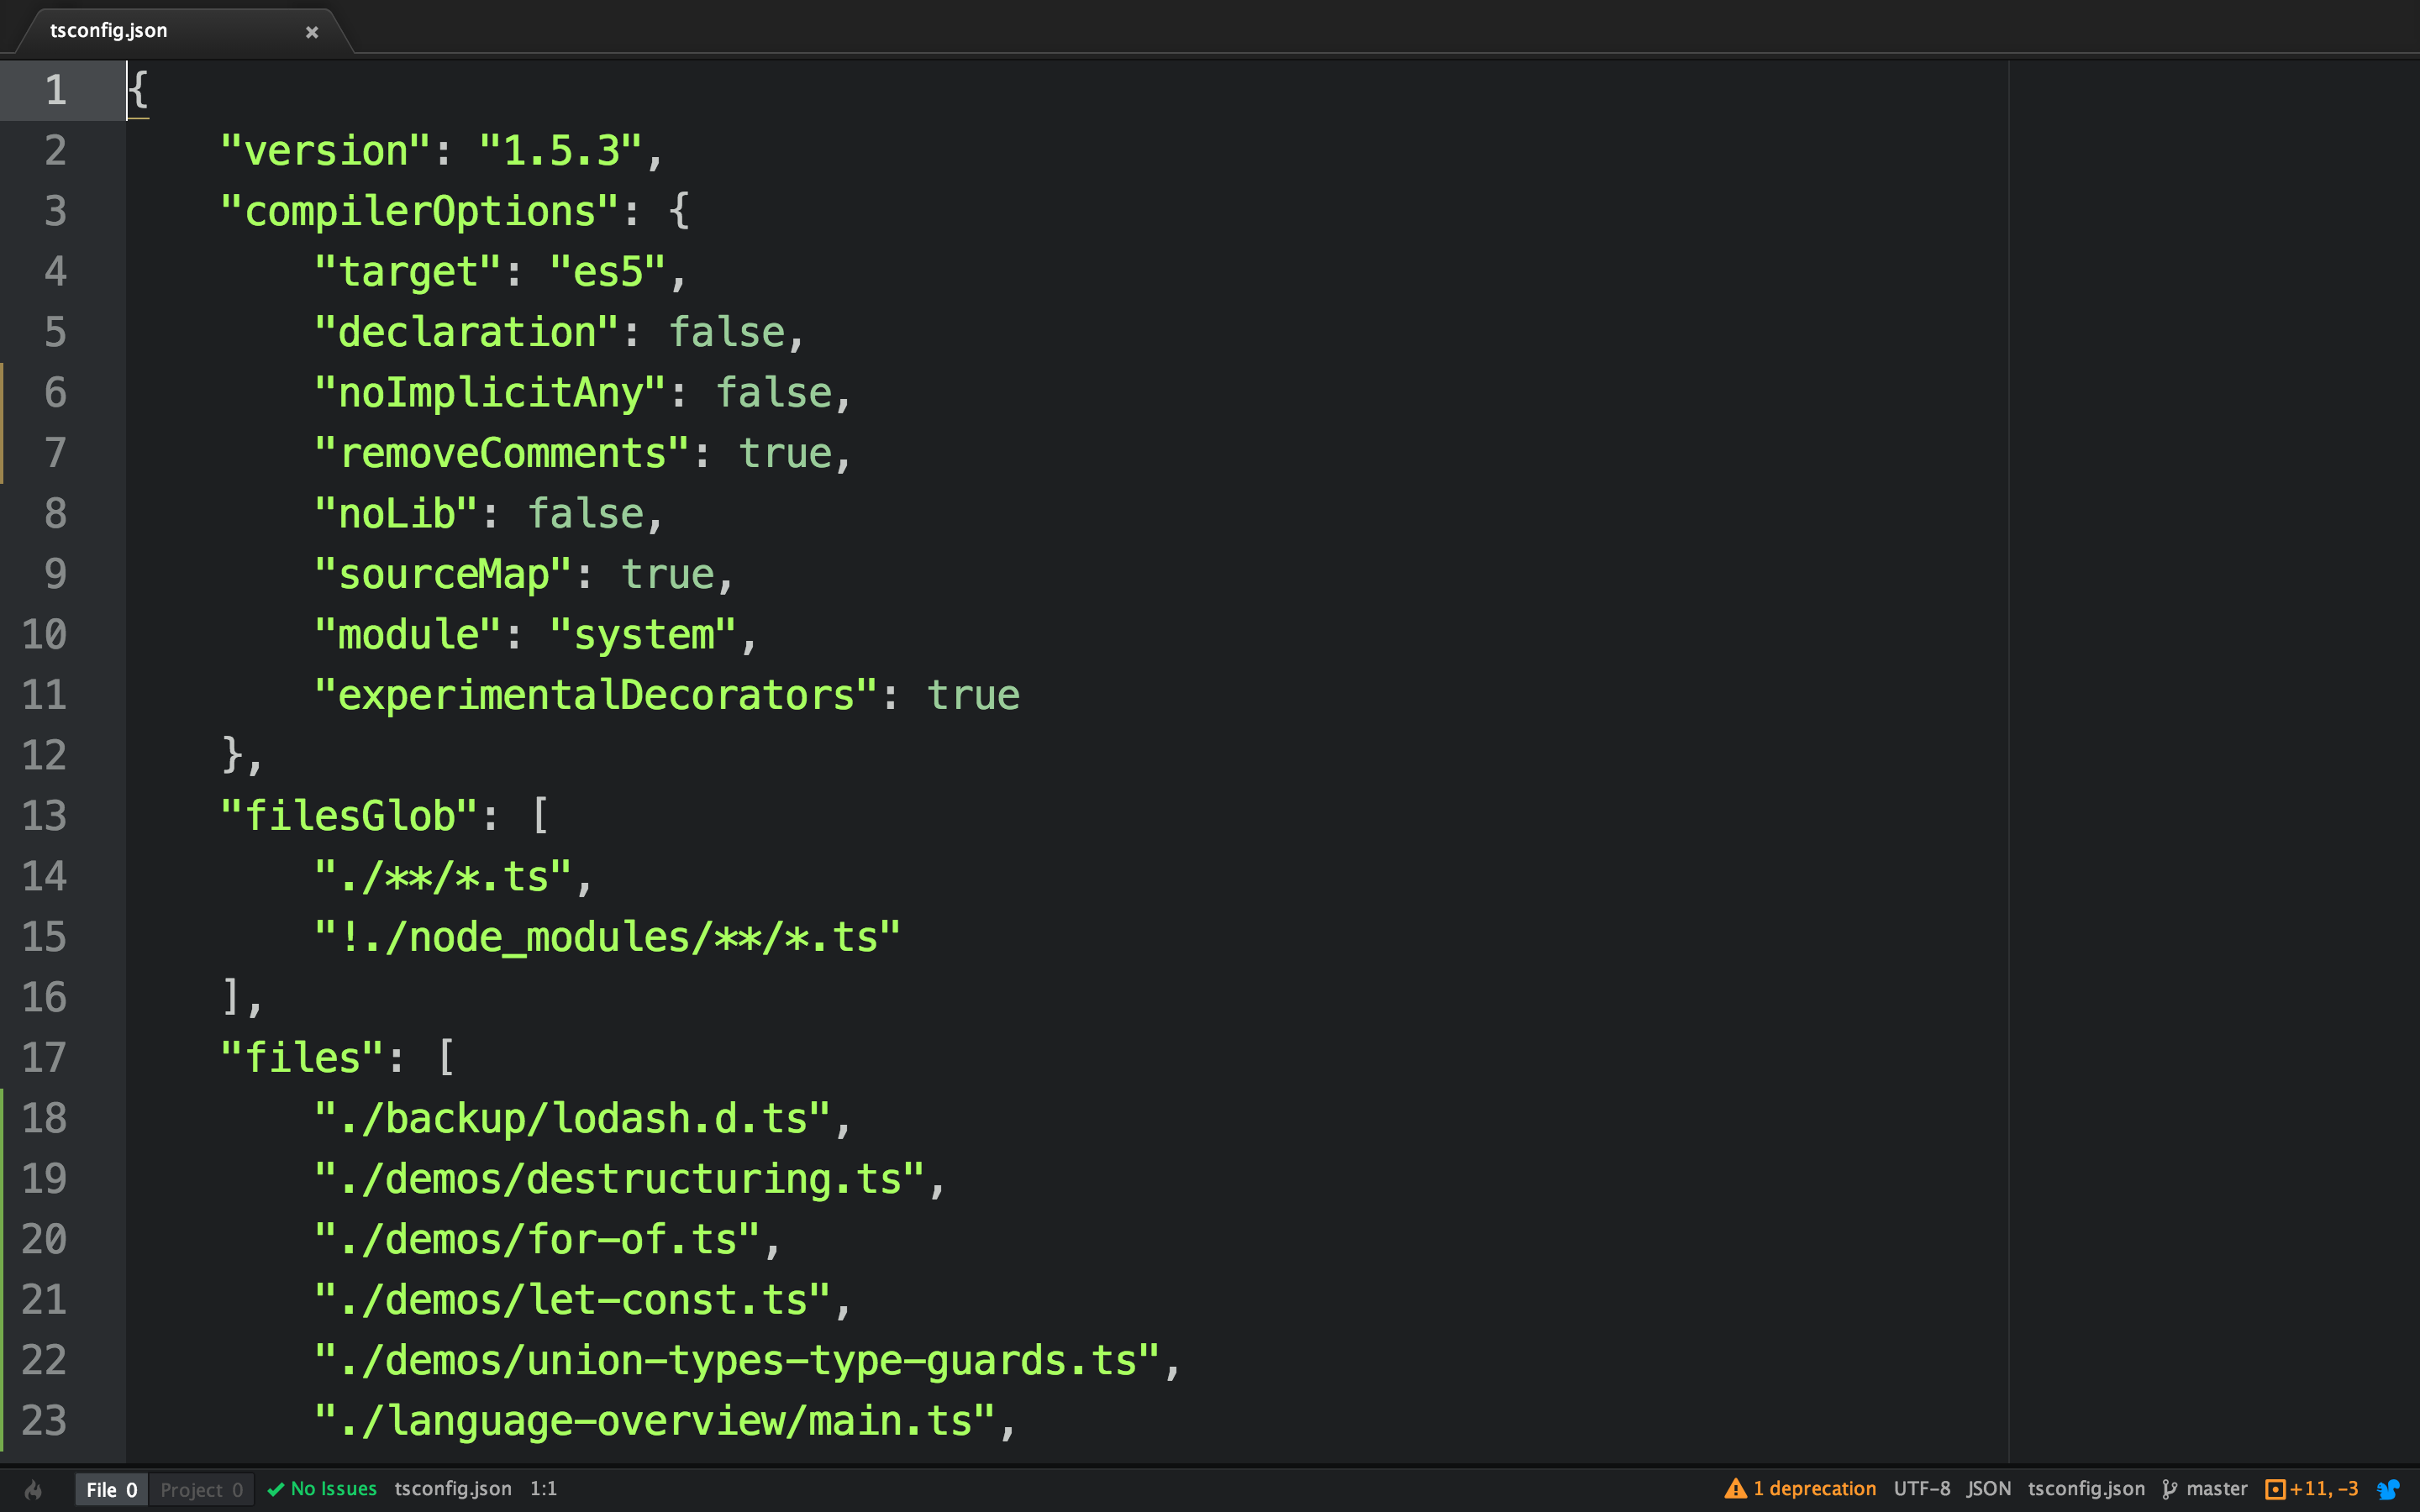 tsconfig.json ×
1 {
2 "version": "1.5.3",
3 "compilerOptions": {
4 "target": "es5",
5 "declaration": false,
6 "noImplicitAny": false,
7 "removeComments": true,
8 "noLib": false,
9 "sourceMap": true,
10 "module": "system",
11 "experimentalDecorators": true
12 },
13 "filesGlob": [
14 "./**/*.ts",
15 "!./node_modules/**/*.ts"
16 ],
17 "files": [
18 "./backup/lodash.d.ts",
19 "./demos/destructuring.ts",
20 "./demos/for-of.ts",
21 "./demos/let-const.ts",
22 "./demos/union-types-type-guards.ts",
23 "./language-overview/main.ts",
File 0 Project 0 No Issues tsconfig.json 1:1 1 deprecation UTF-8 JSON tsconfig.json master +11, -3